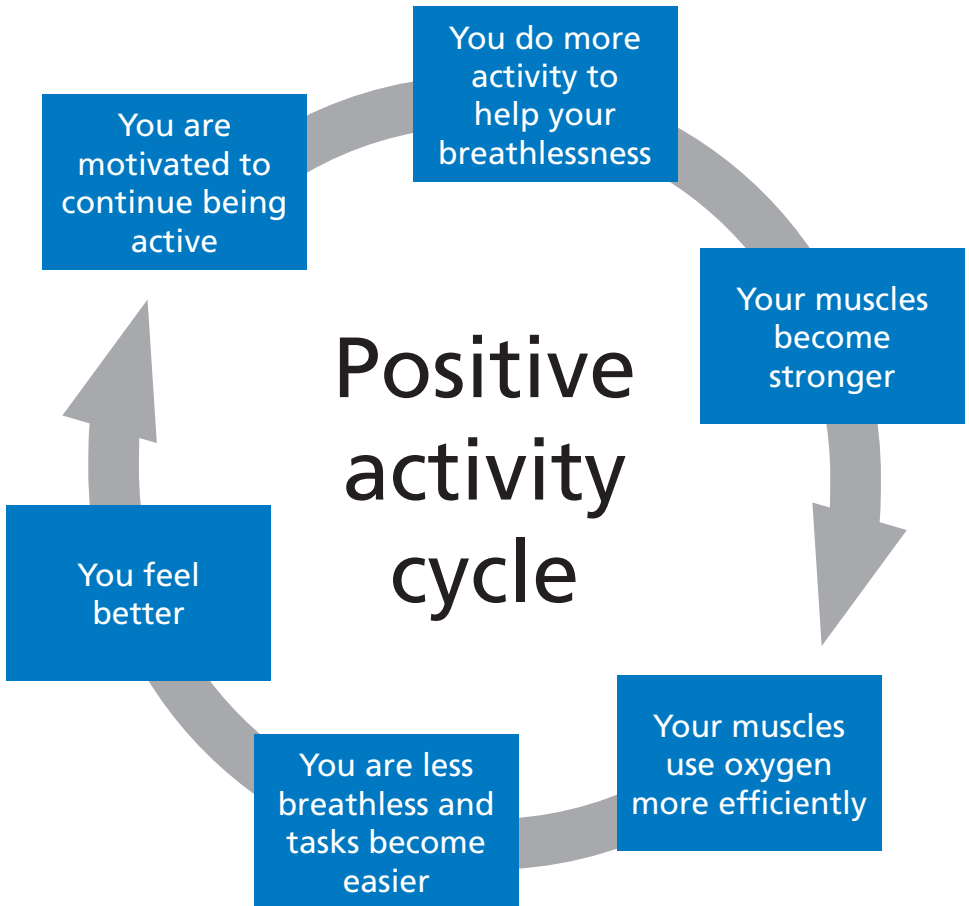 You do more
activity to
help your
breathlessness
Your muscles
become
stronger
Your muscles
use oxygen
more efficiently
You are less
breathless and
tasks become
easier
You feel
better
You are
motivated to
continue being
active
Positive
activity
cycle